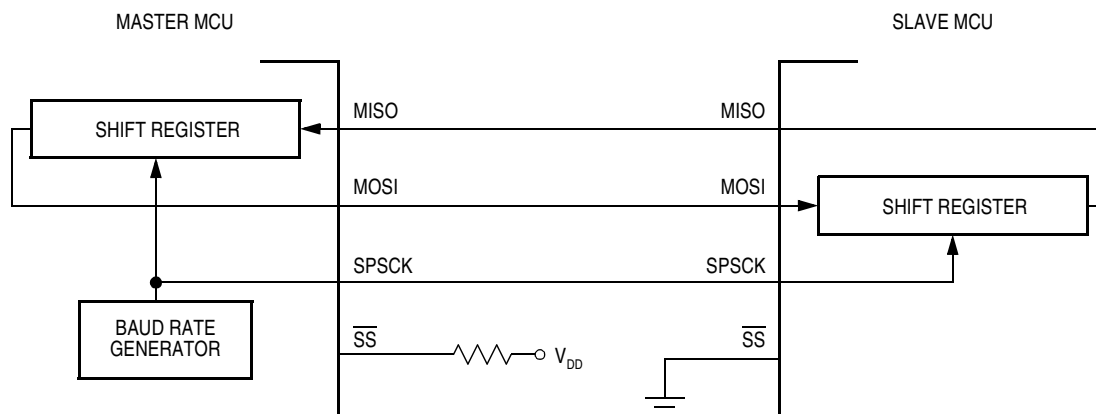 MASTER MCU
SLAVE MCU
SHIFT REGISTER
MISO
MISO
MOSI
MOSI
SHIFT REGISTER
SPSCK
SPSCK
BAUD RATE
GENERATOR
SS
VDD
SS